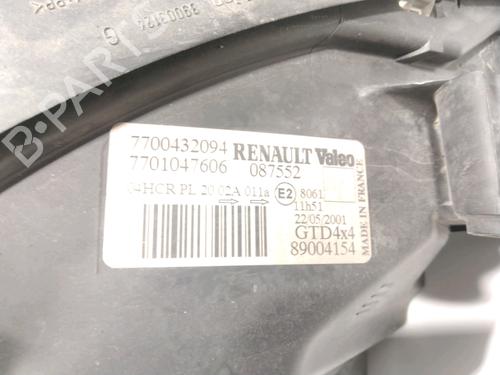 39003124
G
7700432094 RENAULT Valeo
7701047606 087552
04HCR PL 20 02A 011a E2 8061
11h51
22/05/2001
GTD4x4
89004154
MADE IN FRANCE
B-Parts